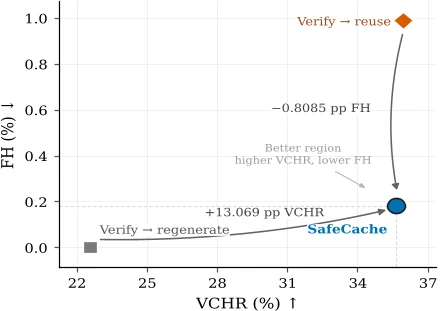 1.0
0.8
0.6
0.4
0.2
0.0
FH (%) ↓
Verify → reuse
−0.8085 pp FH
Better region
higher VCHR, lower FH
+13.069 pp VCHR
Verify → regenerate
SafeCache
22
25
28
31
34
37
VCHR (%) ↑